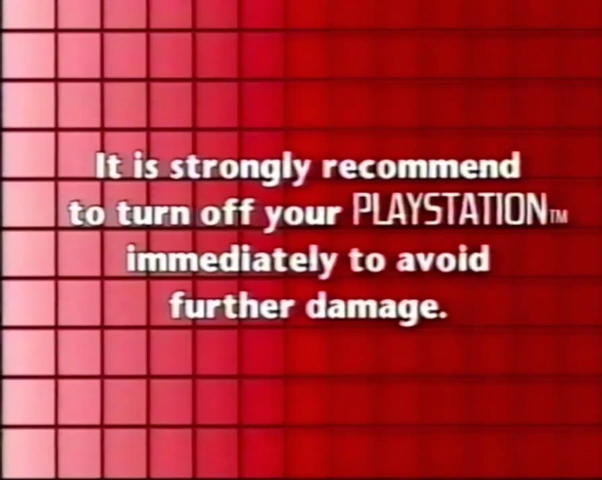 It is strongly recommend
to turn off your PLAYSTATION™
immediately to avoid
further damage.